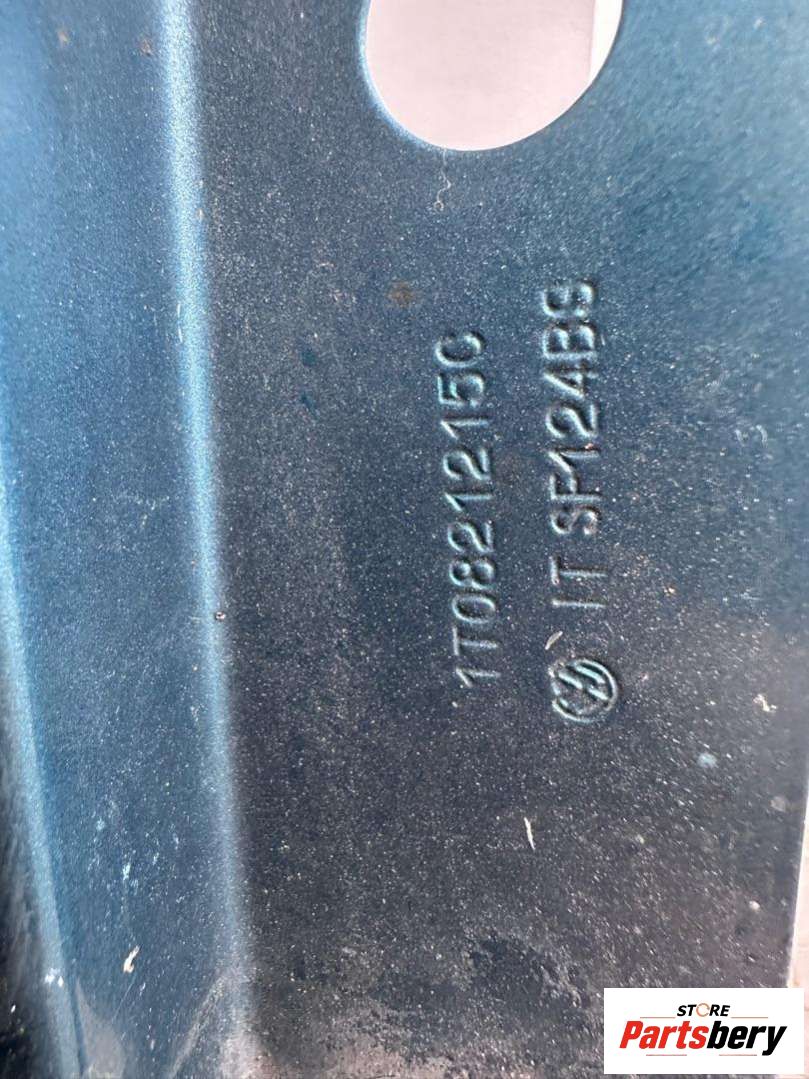 1T0821215C
IT SF124BS
STORE
Partsbery